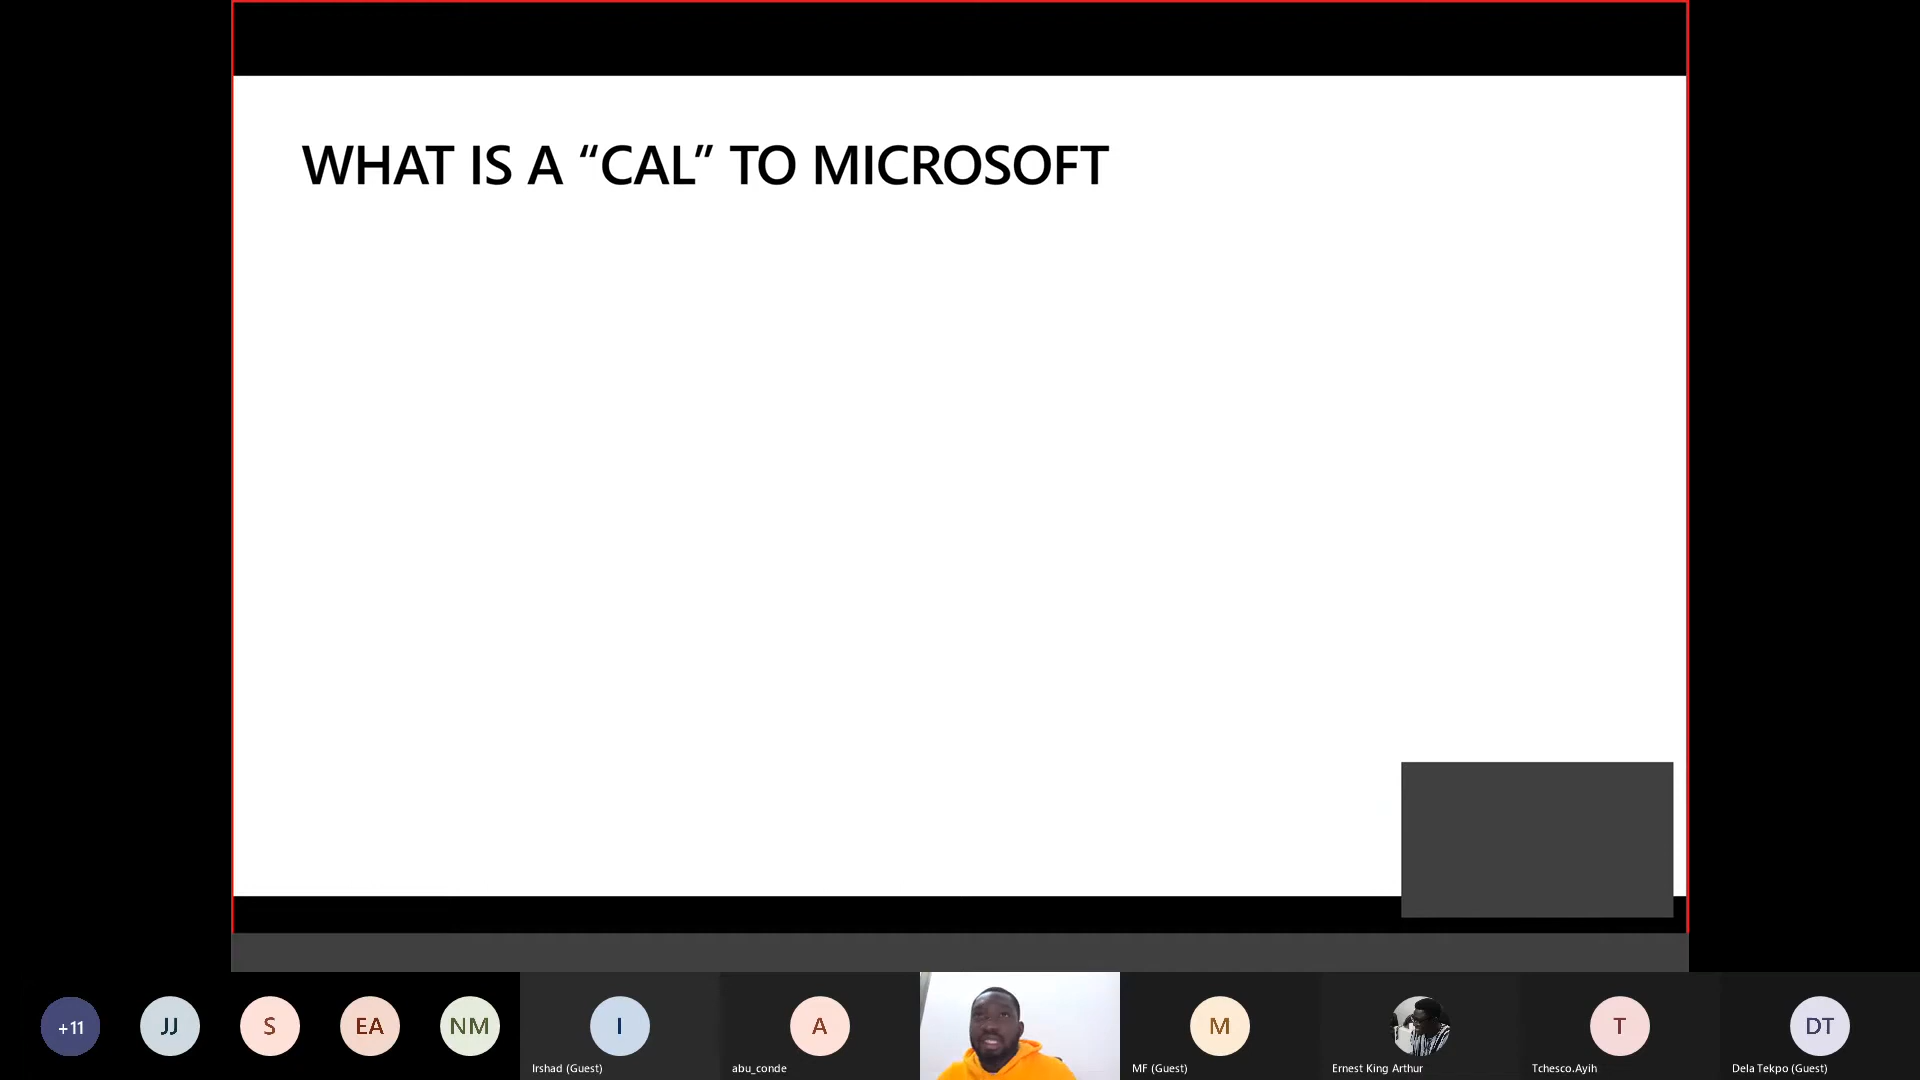 WHAT IS A “CAL” TO MICROSOFT
+11
JJ
S
EA
NM
I
A
M
T
DT
Irshad (Guest)
abu_conde
MF (Guest)
Ernest King Arthur
Tchesco.Ayih
Dela Tekpo (Guest)